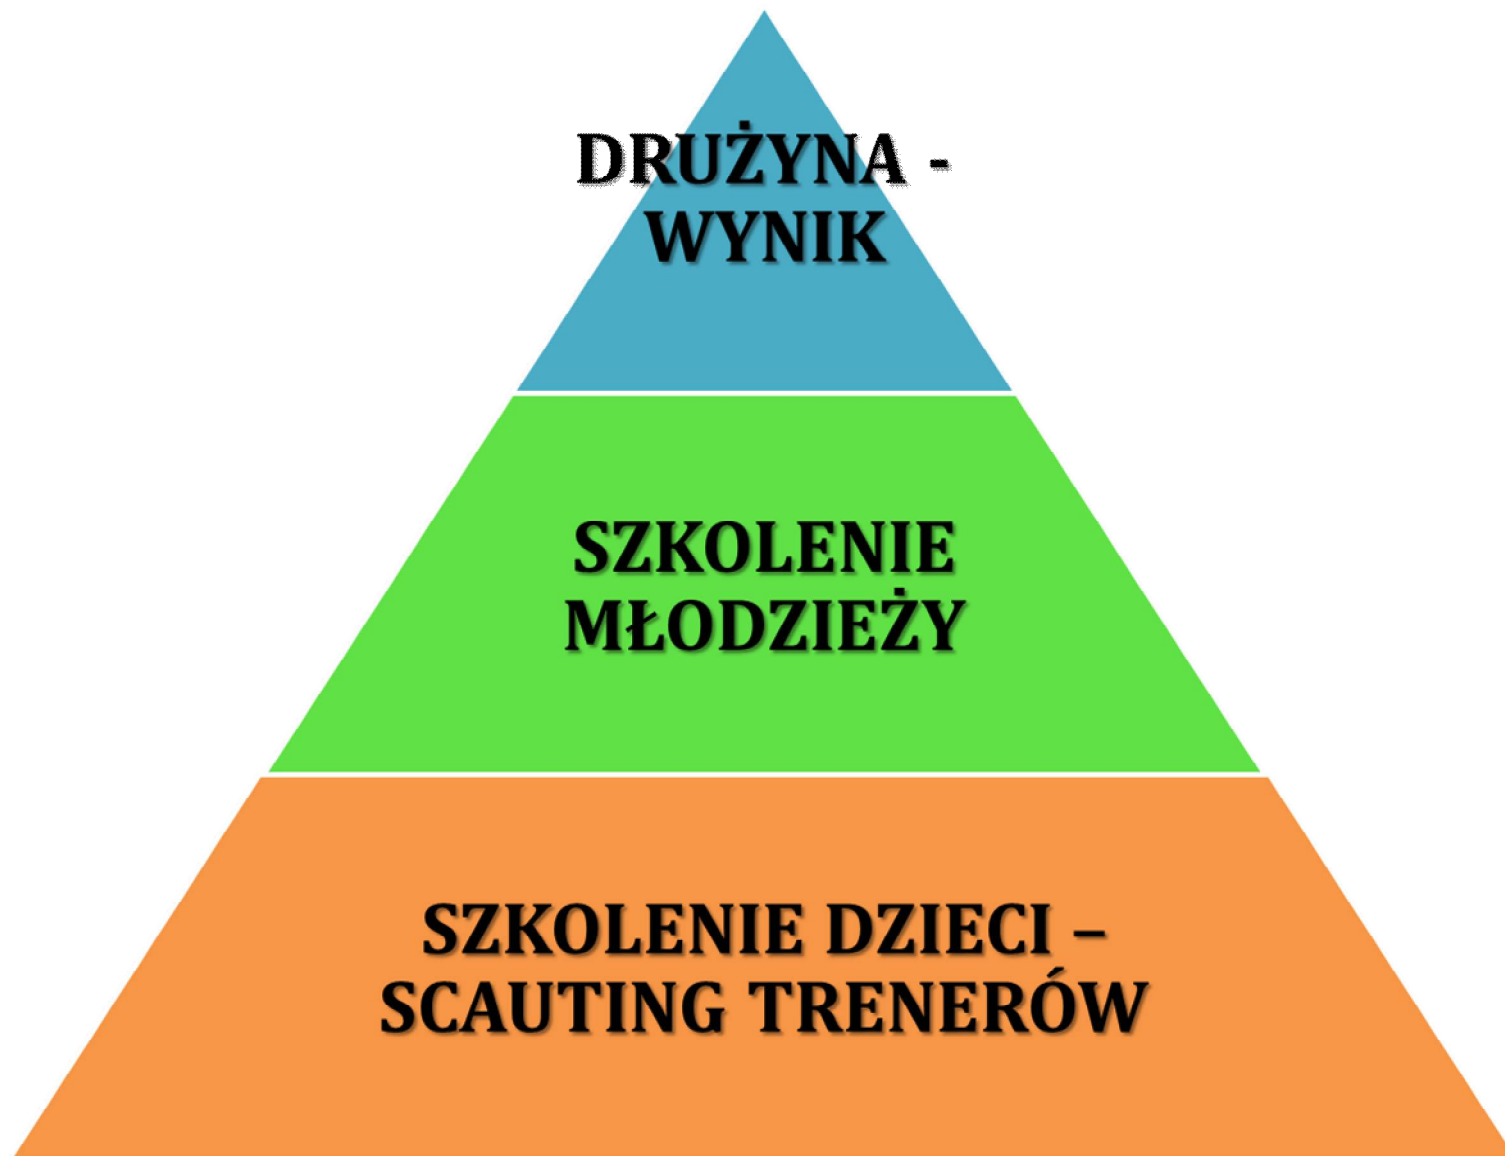 DRUŻYNA -
WYNIK
SZKOLENIE
MŁODZIEŻY
SZKOLENIE DZIECI –
SCAUTING TRENERÓW